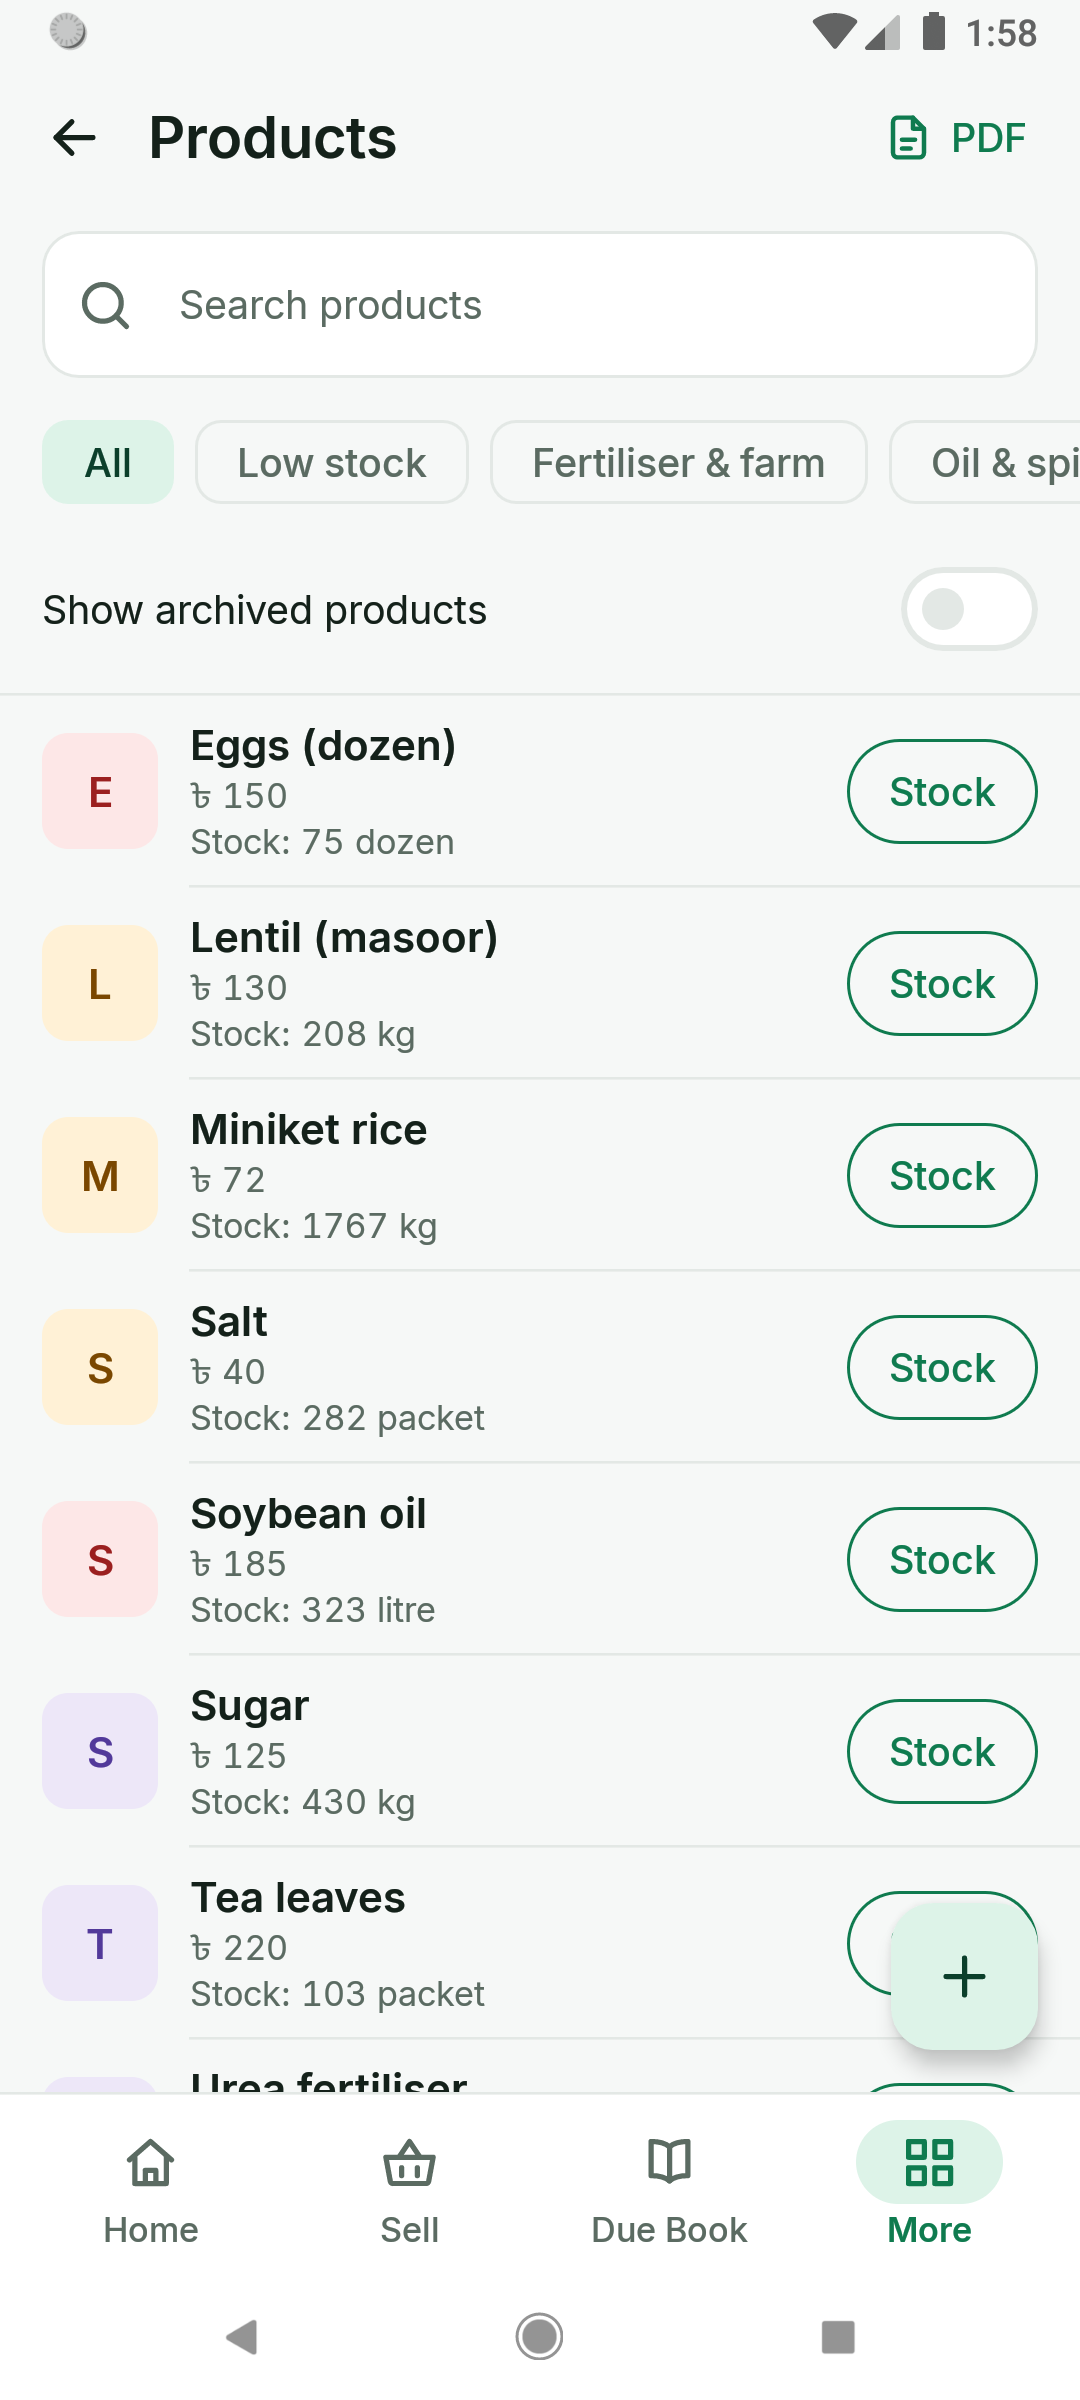 1:58
Products
PDF
Search products
All
Low stock
Fertiliser & farm
Oil & spi
Show archived products
E
Eggs (dozen)
৳ 150
Stock: 75 dozen
Stock
L
Lentil (masoor)
৳ 130
Stock: 208 kg
Stock
M
Miniket rice
৳ 72
Stock: 1767 kg
Stock
S
Salt
৳ 40
Stock: 282 packet
Stock
S
Soybean oil
৳ 185
Stock: 323 litre
Stock
S
Sugar
৳ 125
Stock: 430 kg
Stock
T
Tea leaves
৳ 220
Stock: 103 packet
Urea fertiliser
Home
Sell
Due Book
More